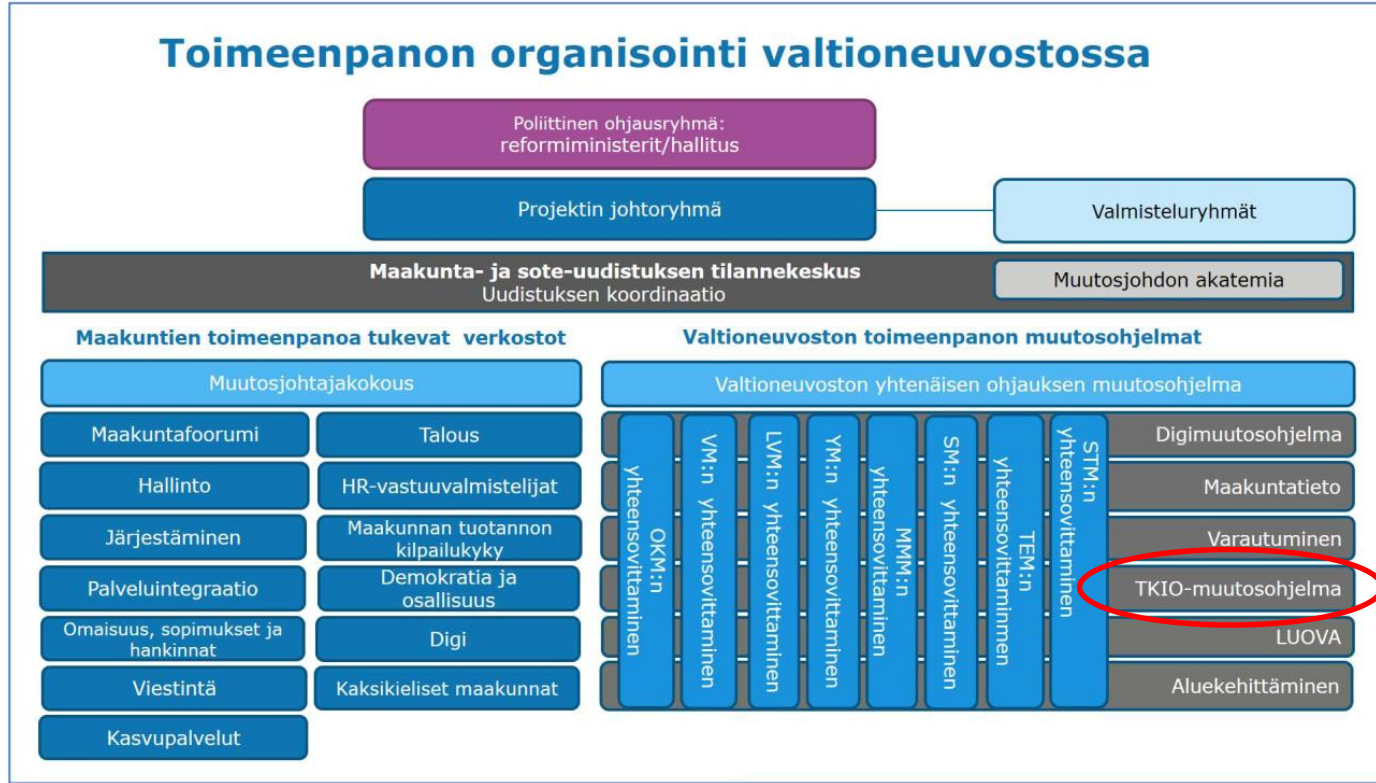 Toimeenpanon organisointi valtioneuvostossa
Poliittinen ohjausryhmä:
reformiministerit/hallitus
Projektin johtoryhmä
Valmisteluryhmät
Maakunta- ja sote-uudistuksen tilannekeskus
Uudistuksen koordinaatio
Muutosjohdon akatemia
Maakuntien toimeenpanoa tukevat verkostot
Muutosjohtajakokous
Maakuntafoorumi
Talous
Hallinto
HR-vastuuvalmistelijat
Järjestäminen
Maakunnan tuotannon
kilpailukyky
Palveluintegraatio
Demokratia ja
osallisuus
Omaisuus, sopimukset ja
hankinnat
Digi
Viestintä
Kaksikieliset maakunnat
Kasvupalvelut
Valtioneuvoston toimeenpanon muutosohjelmat
Valtioneuvoston yhtenäisen ohjauksen muutosohjelma
OKM:n
yhteensovittaminen
VM:n yhteensovittaminen
LVM:n yhteensovittaminen
YM:n yhteensovittaminen
MMM:n
yhteensovittaminen
SM:n yhteensovittaminen
TEM:n
yhteensovittaminmen
STM:n
yhteensovittaminen
Digimuutosohjelma
Maakuntatieto
Varautuminen
TKIO-muutosohjelma
LUOVA
Aluekehittäminen